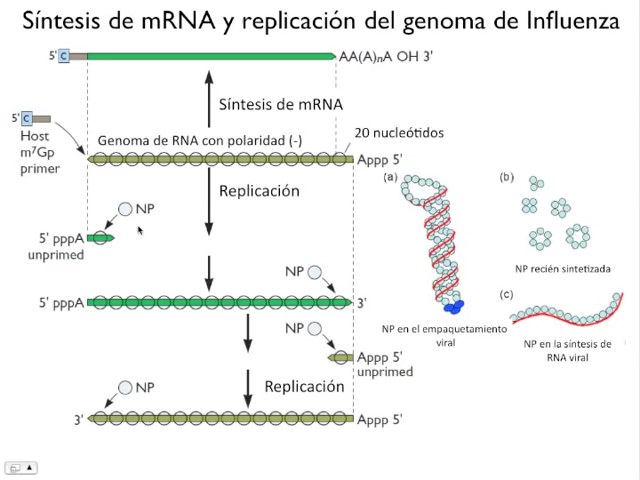 Síntesis de mRNA y replicación del genoma de Influenza
5' C AA(A)nA OH 3'
Síntesis de mRNA
5' C
Host
m7Gp
primer
Genoma de RNA con polaridad (-)
20 nucleótidos
Appp 5'
Replicación
NP
5' pppA
unprimed
NP
5' pppA 3'
NP
Appp 5'
unprimed
NP
Replicación
3' Appp 5'
(a)
NP en el empaquetamiento
viral
(b)
NP recién sintetizada
(c)
NP en la síntesis de
RNA viral